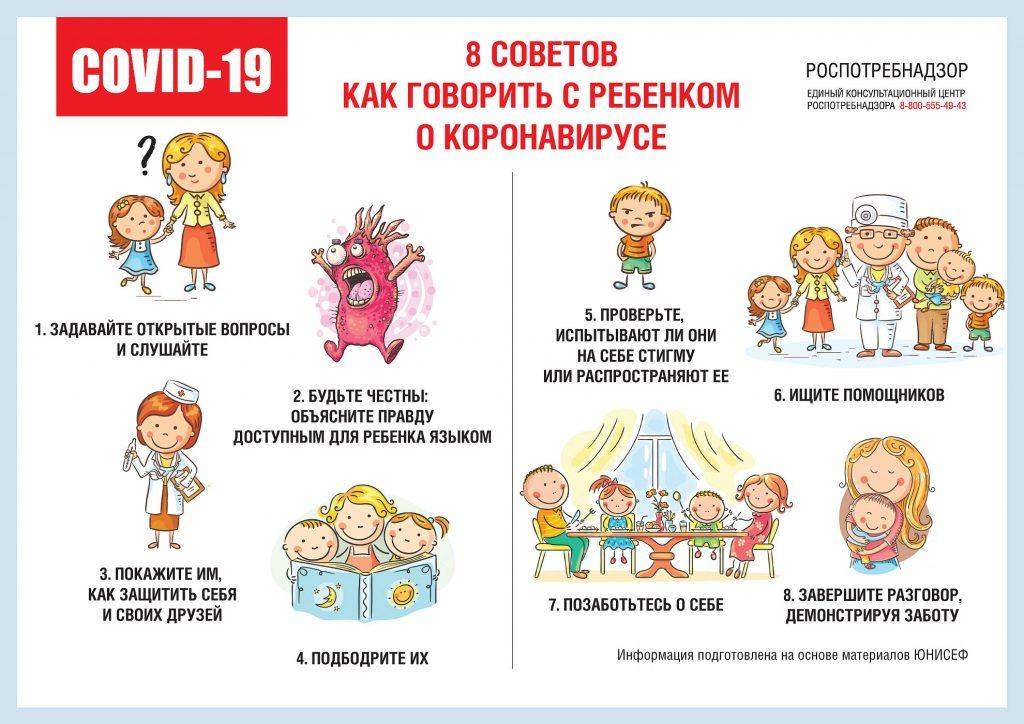 COVID-19
8 СОВЕТОВ
КАК ГОВОРИТЬ С РЕБЕНКОМ
О КОРОНАВИРУСЕ
РОСПОТРЕБНАДЗОР
ЕДИНЫЙ КОНСУЛЬТАЦИОННЫЙ ЦЕНТР
РОСПОТРЕБНАДЗОРА 8-800-555-49-43
?
1. ЗАДАВАЙТЕ ОТКРЫТЫЕ ВОПРОСЫ
И СЛУШАЙТЕ
2. БУДЬТЕ ЧЕСТНЫ:
ОБЪЯСНИТЕ ПРАВДУ
ДОСТУПНЫМ ДЛЯ РЕБЕНКА ЯЗЫКОМ
3. ПОКАЖИТЕ ИМ,
КАК ЗАЩИТИТЬ СЕБЯ
И СВОИХ ДРУЗЕЙ
4. ПОДБОДРИТЕ ИХ
5. ПРОВЕРЬТЕ,
ИСПЫТЫВАЮТ ЛИ ОНИ
НА СЕБЕ СТИГМУ
ИЛИ РАСПРОСТРАНЯЮТ ЕЕ
6. ИЩИТЕ ПОМОЩНИКОВ
7. ПОЗАБОТЬТЕСЬ О СЕБЕ
8. ЗАВЕРШИТЕ РАЗГОВОР,
ДЕМОНСТРИРУЯ ЗАБОТУ
Информация подготовлена на основе материалов ЮНИСЕФ